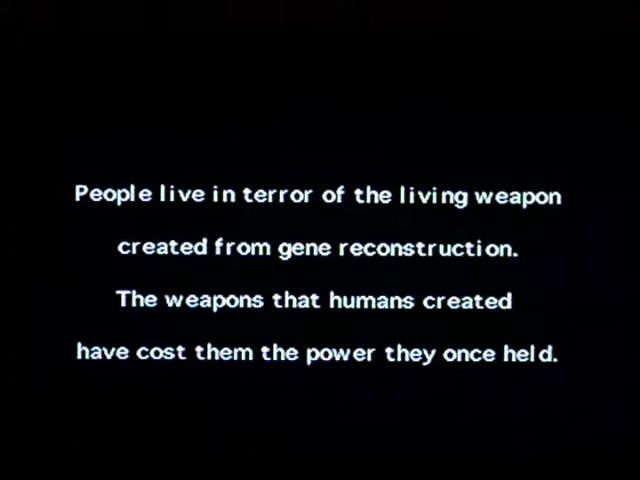 People live in terror of the living weapon
created from gene reconstruction.
The weapons that humans created
have cost them the power they once held.